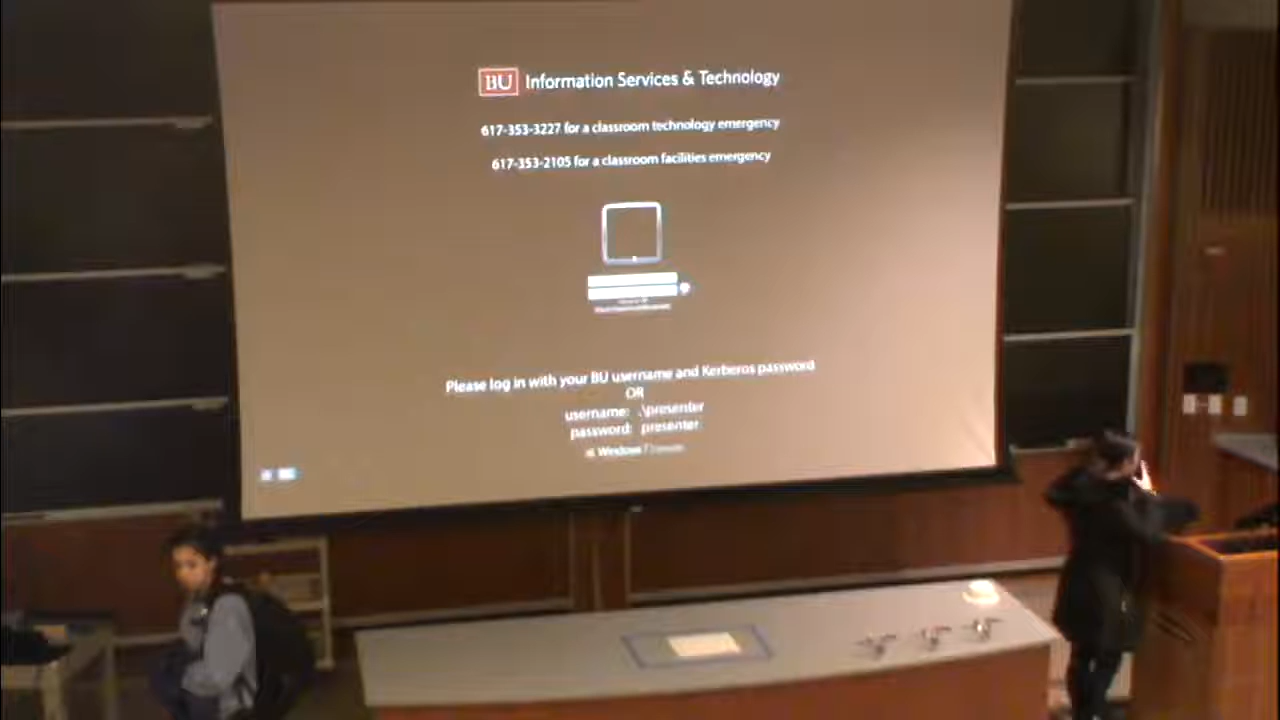 BU Information Services & Technology
617-353-3227 for a classroom technology emergency
617-353-2105 for a classroom facilities emergency
Please log in with your BU username and Kerberos password
OR
username: .\presenter
password: presenter
Windows 7